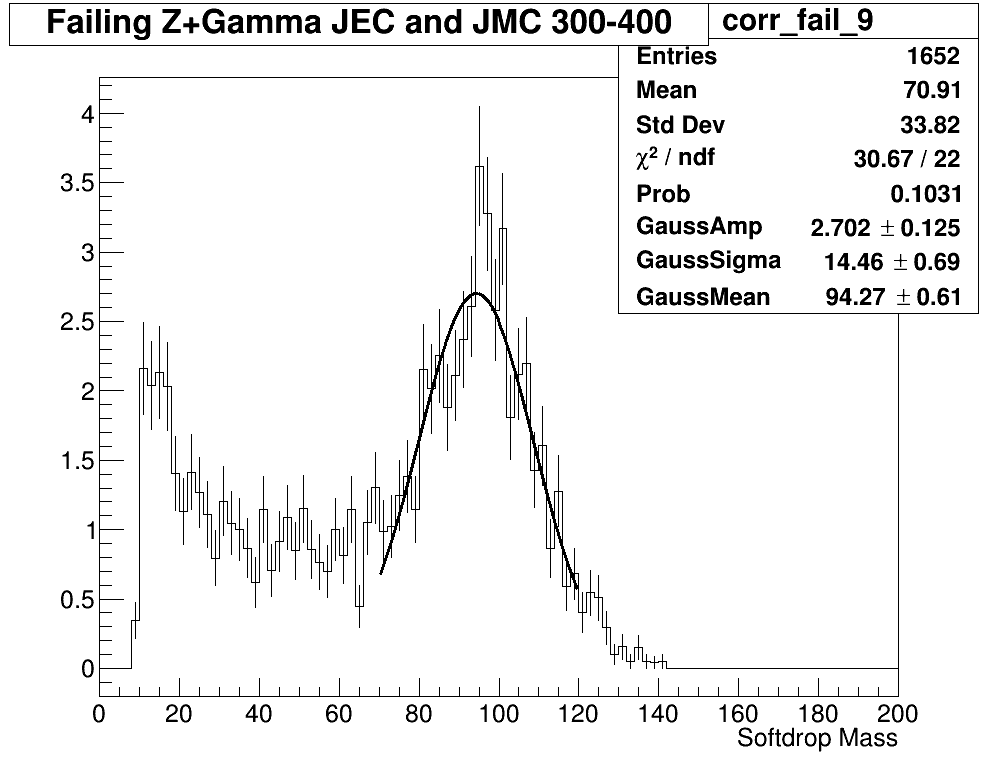 Failing Z+Gamma JEC and JMC 300-400
corr_fail_9
Entries 1652
Mean 70.91
Std Dev 33.82
χ² / ndf 30.67 / 22
Prob 0.1031
GaussAmp 2.702 ± 0.125
GaussSigma 14.46 ± 0.69
GaussMean 94.27 ± 0.61
4
3.5
3
2.5
2
1.5
1
0.5
0
0 20 40 60 80 100 120 140 160 180 200
Softdrop Mass